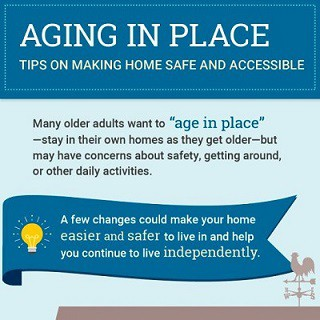 AGING IN PLACE
TIPS ON MAKING HOME SAFE AND ACCESSIBLE
Many older adults want to “age in place”
—stay in their own homes as they get older—but
may have concerns about safety, getting around,
or other daily activities.
A few changes could make your home
easier and safer to live in and help
you continue to live independently.